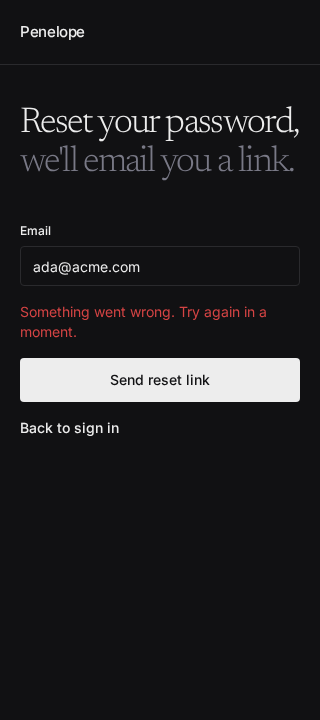 Penelope
Reset your password,
we'll email you a link.
Email
ada@acme.com
Something went wrong. Try again in a
moment.
Send reset link
Back to sign in